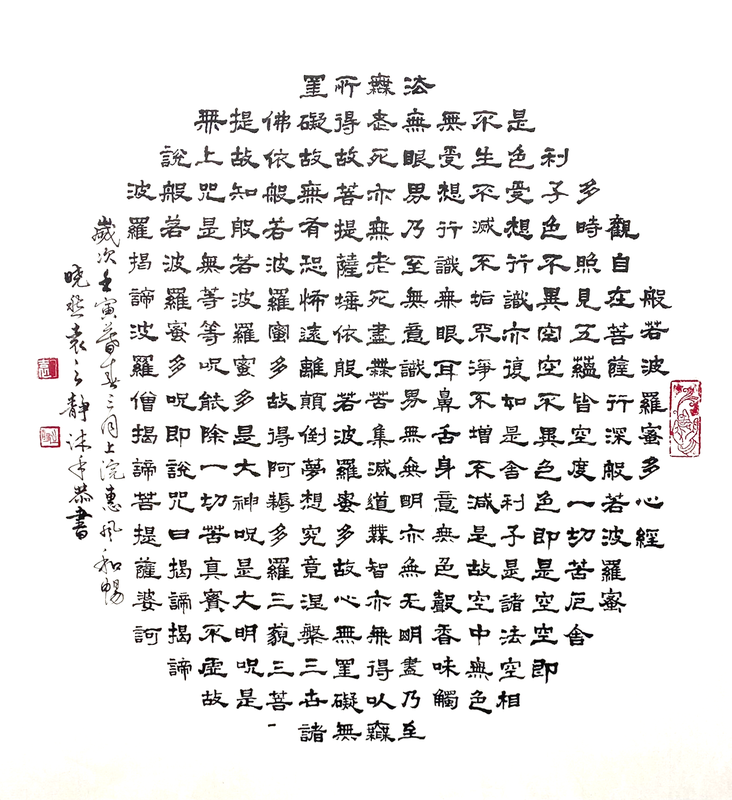 般若波羅蜜多心經
觀自在菩薩行深般若波羅蜜
多時照見五蘊皆空度一切苦厄舍
利子色不異空空不異色色即是空空即
是色受想行識亦復如是舍利子是諸法空相
不生不滅不垢不淨不增不減是故空中無色
無受想行識無眼耳鼻舌身意無色聲香味觸
法無眼界乃至無意識界無無明亦無无明盡乃至
無老死亦無老死盡無苦集滅道無智亦無得以無
所得故菩提薩埵依般若波羅蜜多故心無罣礙無
罣礙故無有恐怖遠離顛倒夢想究竟涅槃三世諸
佛依般若波羅蜜多故得阿耨多羅三藐三菩
提故知般若波羅蜜多是大神呪是大明呪是
無上咒是無等等呪能除一切苦真實不虛故
說般若波羅蜜多呪即說咒曰揭諦揭諦
波羅揭諦波羅僧揭諦菩提薩婆訶
歲次壬寅暮春三月上浣惠風和暢
曉然袁之靜沐手恭書